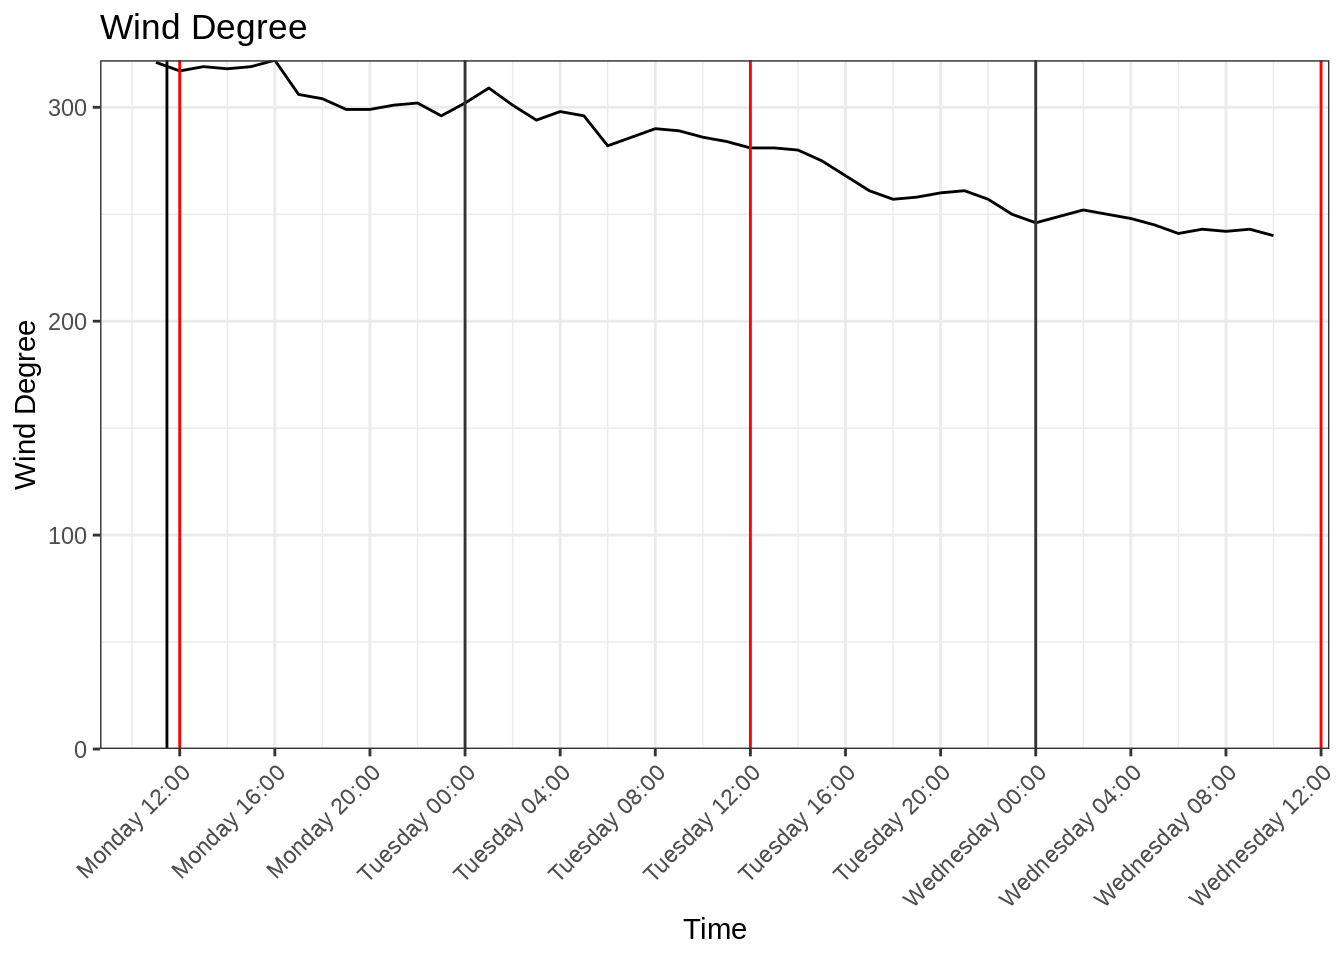 Wind Degree
Wind Degree
300
200
100
0
Monday 12:00
Monday 16:00
Monday 20:00
Tuesday 00:00
Tuesday 04:00
Tuesday 08:00
Tuesday 12:00
Tuesday 16:00
Tuesday 20:00
Wednesday 00:00
Wednesday 04:00
Wednesday 08:00
Wednesday 12:00
Time